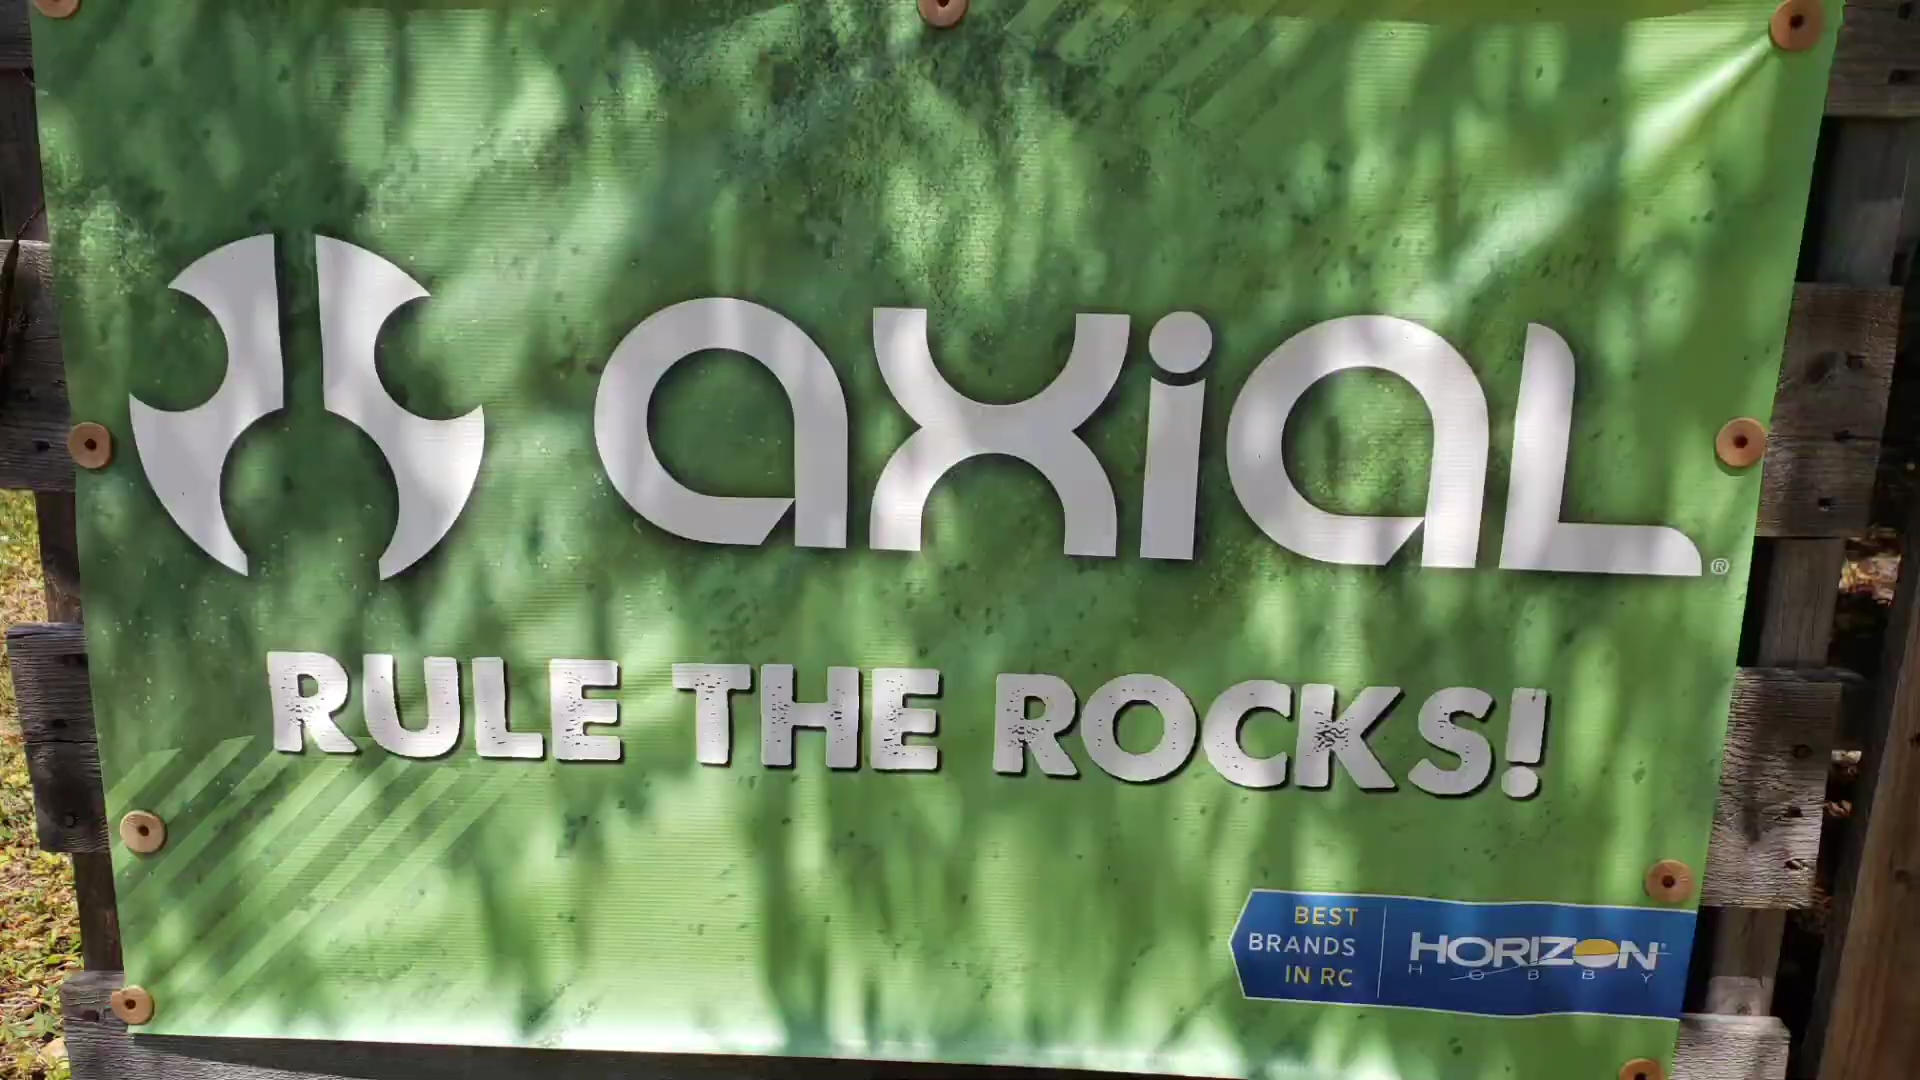 axiaL®
RULE THE ROCKS!
BEST
BRANDS
IN RC
HORIZON®
HOBBY